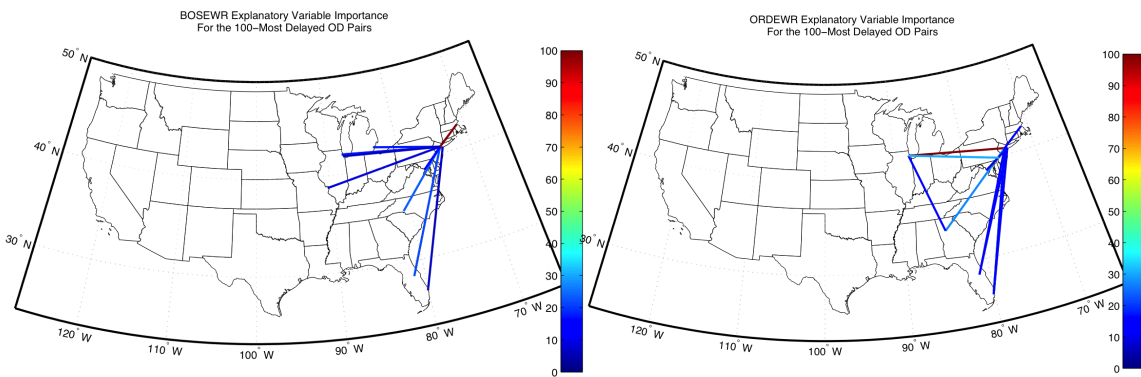 BOSEWR Explanatory Variable Importance
For the 100−Most Delayed OD Pairs
50° N
40° N
30° N
120° W
110° W
100° W
90° W
80° W
70° W
100
90
80
70
60
50
40
30
20
10
0
ORDEWR Explanatory Variable Importance
For the 100−Most Delayed OD Pairs
50° N
40° N
30° N
120° W
110° W
100° W
90° W
80° W
70° W
100
90
80
70
60
50
40
30
20
10
0